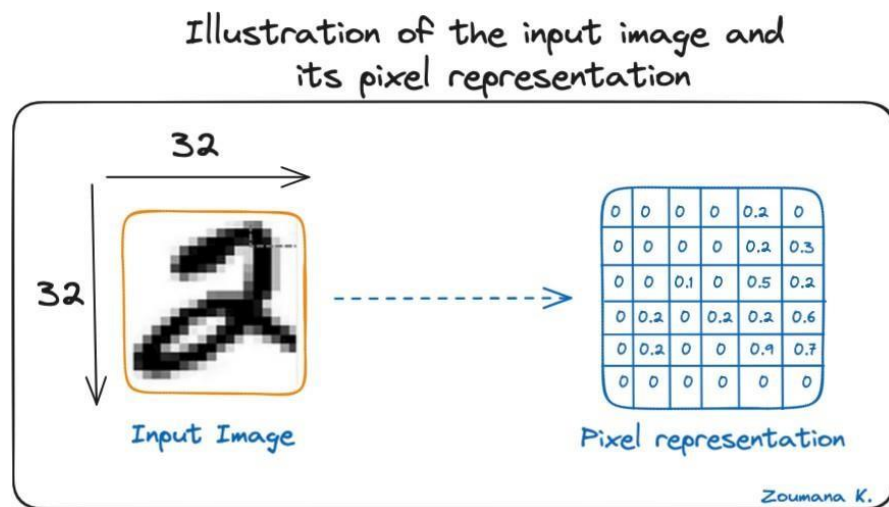 Illustration of the input image and
its pixel representation
32
32
0 0 0 0 0.2 0
0 0 0 0 0.2 0.3
0 0 0.1 0 0.5 0.2
0 0.2 0 0.2 0.2 0.6
0 0.2 0 0 0.9 0.7
0 0 0 0 0 0
Input Image
Pixel representation
Zoumana K.